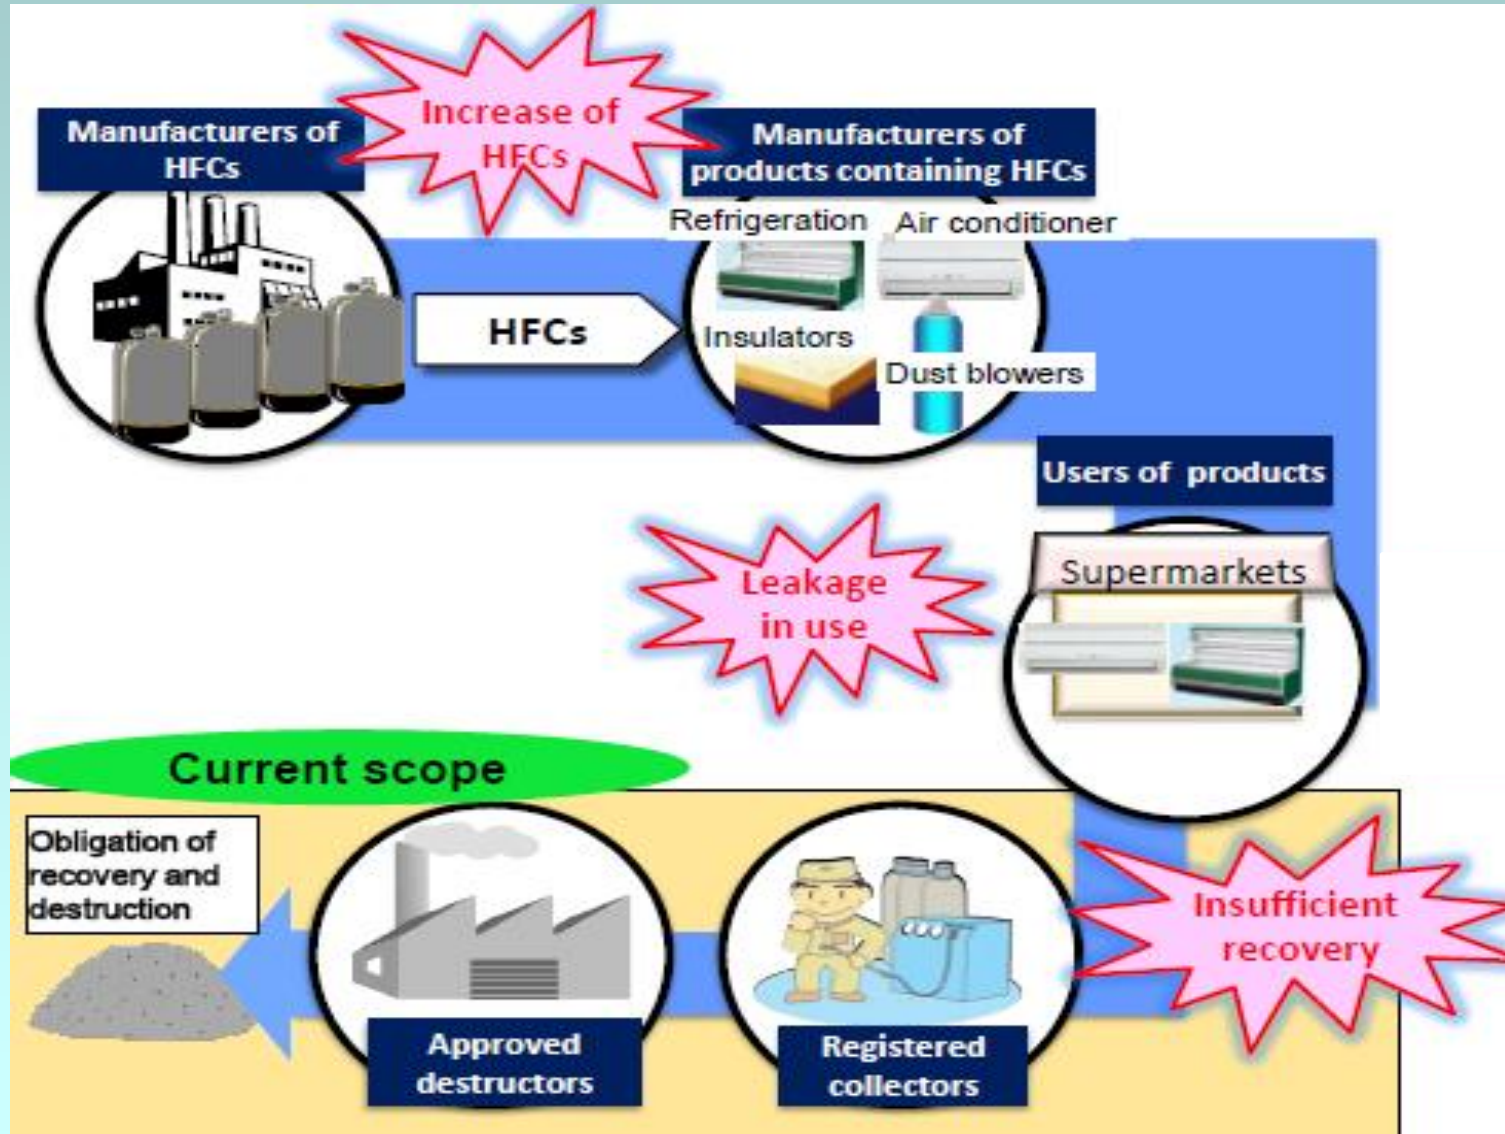 Increase of
HFCs
Manufacturers of
HFCs
Manufacturers of
products containing HFCs
Refrigeration
Air conditioner
HFCs
Insulators
Dust blowers
Users of products
Supermarkets
Leakage
in use
Current scope
Obligation of
recovery and
destruction
Insufficient
recovery
Approved
destructors
Registered
collectors